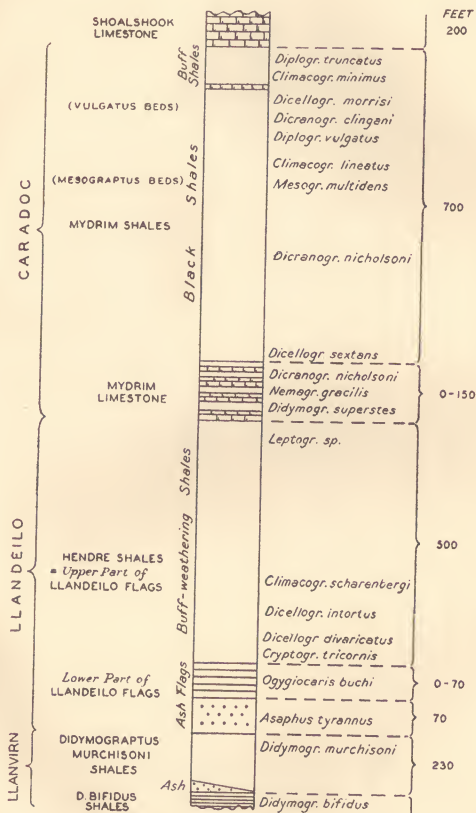 FEET
SHOALSHOOK
LIMESTONE
200
Buff
Shales
Diplogr. truncatus
Climacogr. minimus
(VULGATUS BEDS)
Dicellogr. morrisi
Dicranogr. clingani
Diplogr. vulgatus
(MESOGRAPTUS BEDS)
Climacogr. lineatus
Mesogr. multidens
CARADOC
Black Shales
700
MYDRIM SHALES
Dicranogr. nicholsoni
Dicellogr. sextans
MYDRIM
LIMESTONE
Dicranogr. nicholsoni
Nemagr. gracilis
Didymogr. superstes
0-150
Leptogr. sp.
LLANDEILO
Buff-weathering Shales
500
HENDRE SHALES
= Upper Part of
LLANDEILO FLAGS
Climacogr. scharenbergi
Dicellogr. intortus
Dicellogr divaricatus
Cryptogr. tricornis
Lower Part of
LLANDEILO FLAGS
Flags
Ogygiocaris buchi
0-70
Ash
Asaphus tyrannus
70
LLANVIRN
DIDYMOGRAPTUS
MURCHISONI
SHALES
Didymogr. murchisoni
230
Ash
D. BIFIDUS
SHALES
Didymogr. bifidus